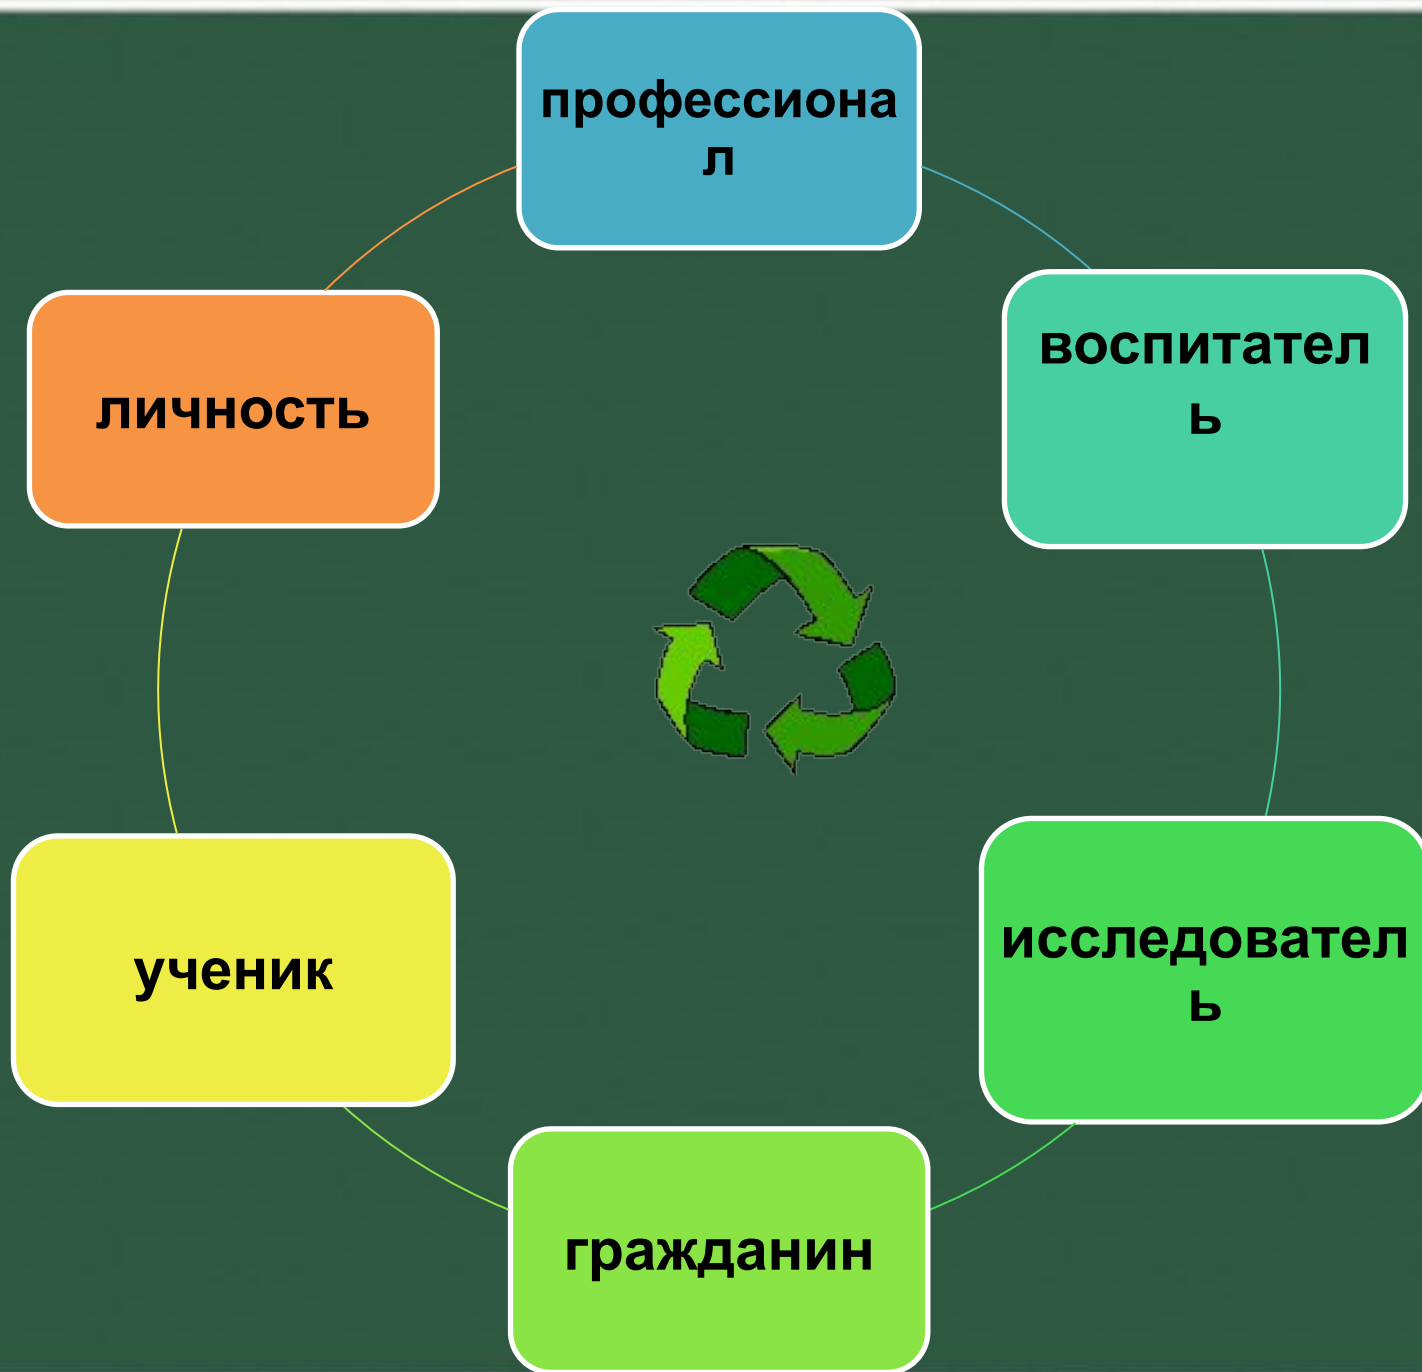 профессиона
л
воспитател
ь
личность
исследовател
ь
ученик
гражданин